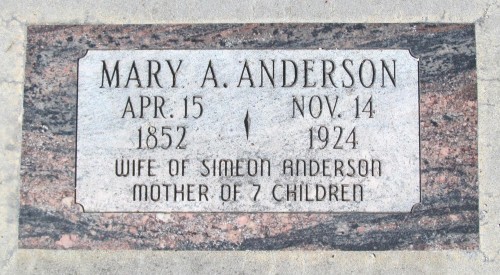 MARY A. ANDERSON
APR. 15 NOV. 14
1852 1924
WIFE OF SIMEON ANDERSON
MOTHER OF 7 CHILDREN